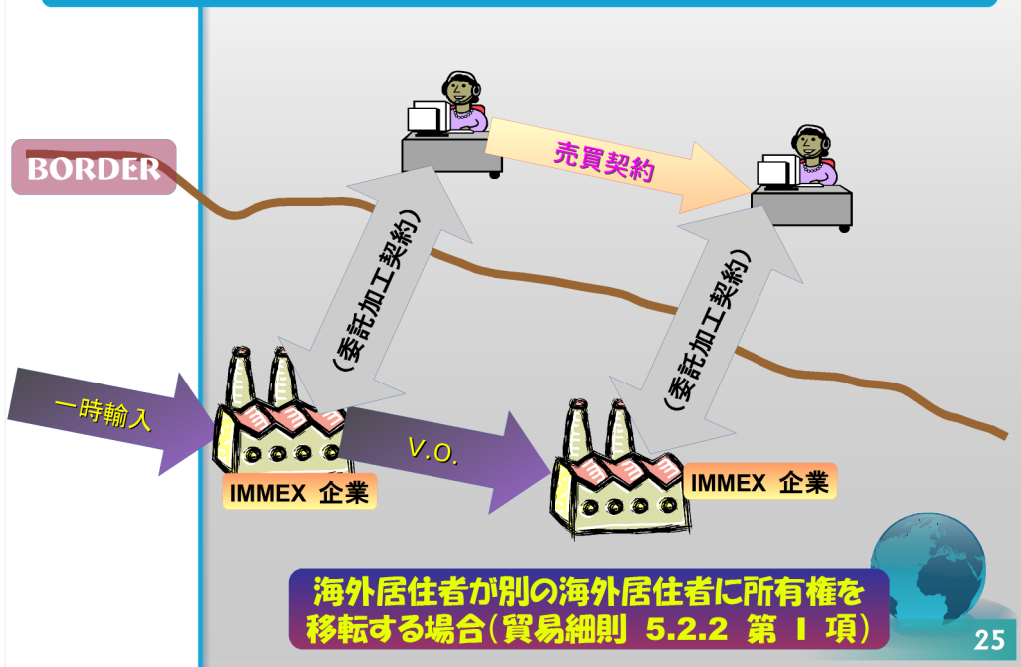 売買契約
BORDER
(委託加工契約)
(委託加工契約)
一時輸入
V.O.
IMMEX 企業
IMMEX 企業
海外居住者が別の海外居住者に所有権を
移転する場合(貿易細則 5.2.2 第 I 項)
25